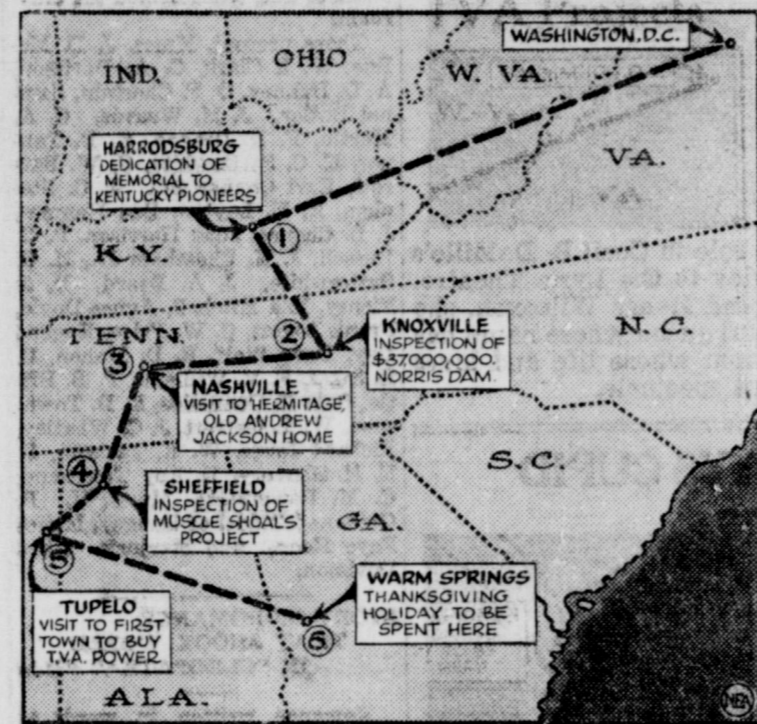 WASHINGTON, D.C.
IND.
OHIO
W. VA.
VA.
HARRODSBURG
DEDICATION OF
MEMORIAL TO
KENTUCKY PIONEERS
1
KY.
TENN.
2
KNOXVILLE
INSPECTION OF
$37,000,000.
NORRIS DAM.
N. C.
3
NASHVILLE
VISIT TO "HERMITAGE,"
OLD ANDREW
JACKSON HOME
S. C.
4
SHEFFIELD
INSPECTION OF
MUSCLE SHOALS
PROJECT
GA.
5
TUPELO
VISIT TO FIRST
TOWN TO BUY
T.V.A. POWER
WARM SPRINGS
THANKSGIVING
HOLIDAY TO BE
SPENT HERE
6
ALA.
NEA